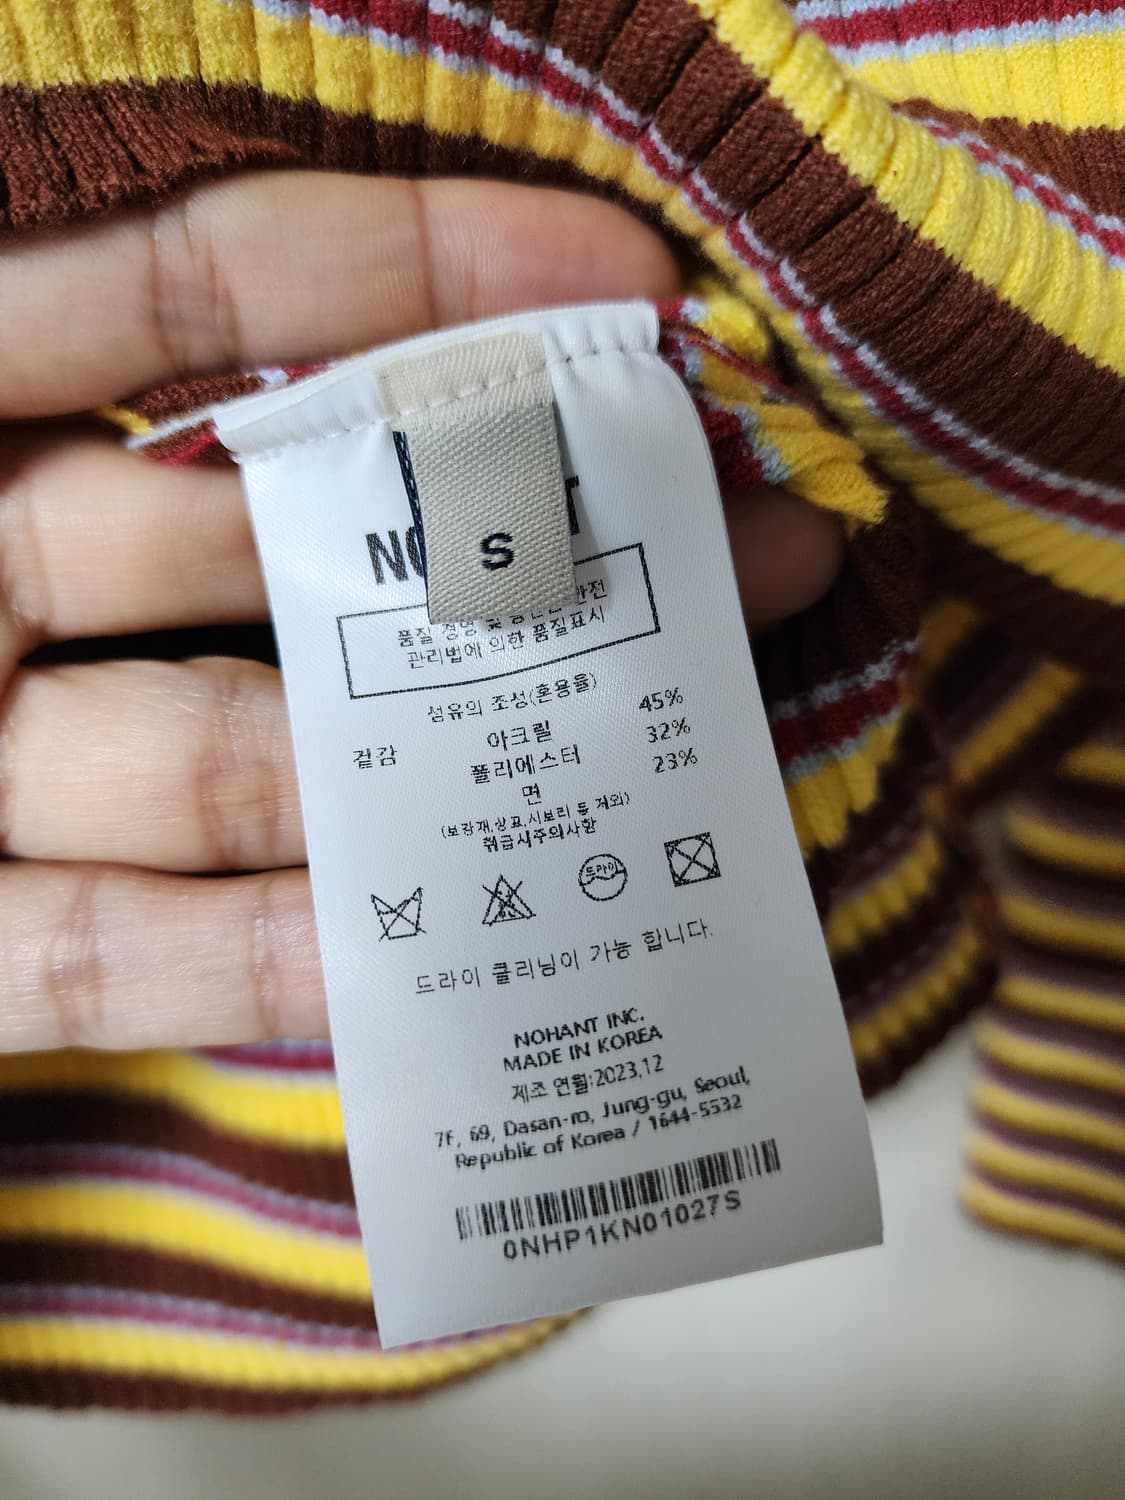 S
품질 경영 및 안전
관리법에 의한 품질표시
섬유의 조성(혼용율)
겉감 아크릴 45%
폴리에스터 32%
면 23%
(보강재,상표,시보리 등 제외)
취급시주의사항
드라이
드라이 클리닝이 가능 합니다.
NOHANT INC.
MADE IN KOREA
제조 연월:2023.12
7F, 69, Dasan-ro, Jung-gu, Seoul,
Republic of Korea / 1644-5532
0NHP1KN01027S